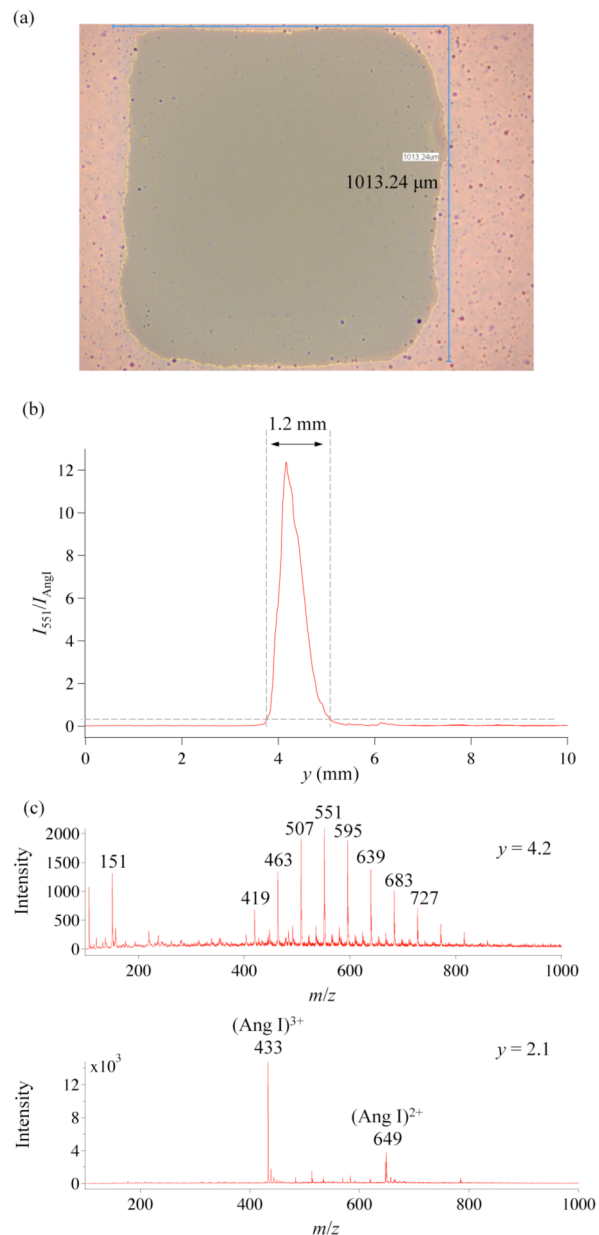 (a)
1013.24um
1013.24 µm
(b)
1.2 mm
12
10
8
6
4
2
0
I551/IAngI
0 2 4 6 8 10
y (mm)
(c)
2000
1500
1000
500
0
Intensity
151
419
463
507
551
595
639
683
727
y = 4.2
200 400 600 800 1000
m/z
x10³
12
8
4
0
Intensity
(Ang I)³⁺
433
(Ang I)²⁺
649
y = 2.1
200 400 600 800 1000
m/z